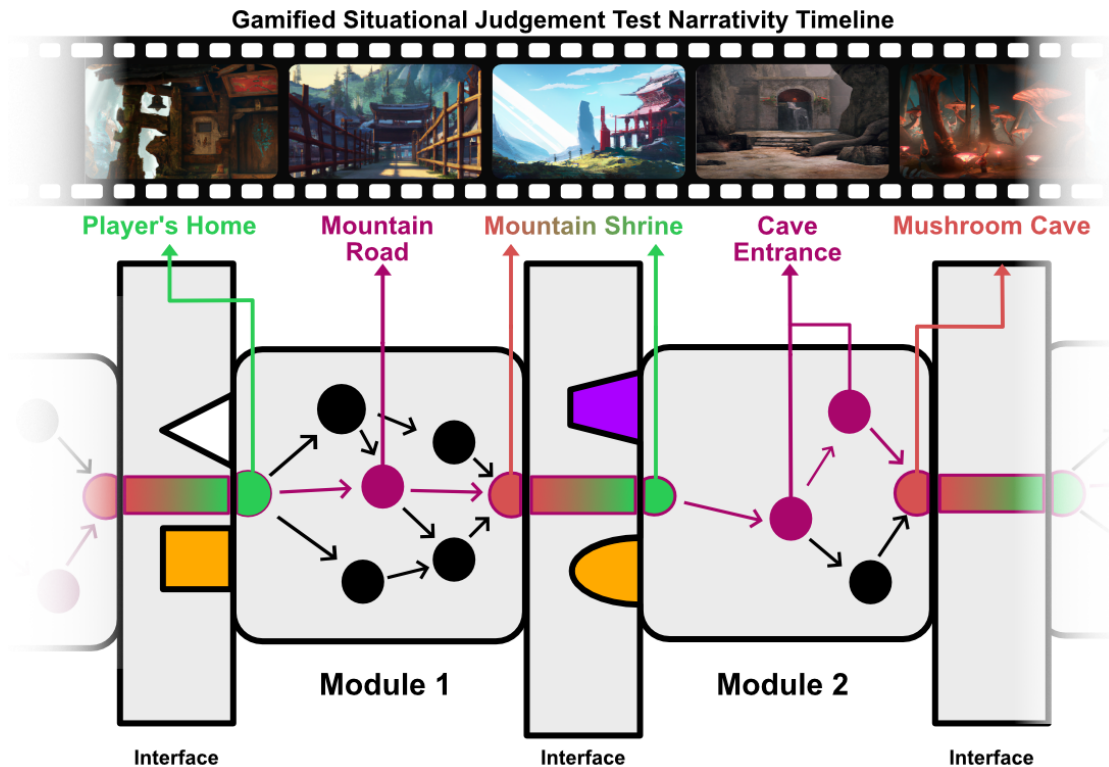 Gamified Situational Judgement Test Narrativity Timeline
Player's Home
Mountain
Road
Mountain Shrine
Cave
Entrance
Mushroom Cave
Module 1
Module 2
Interface
Interface
Interface